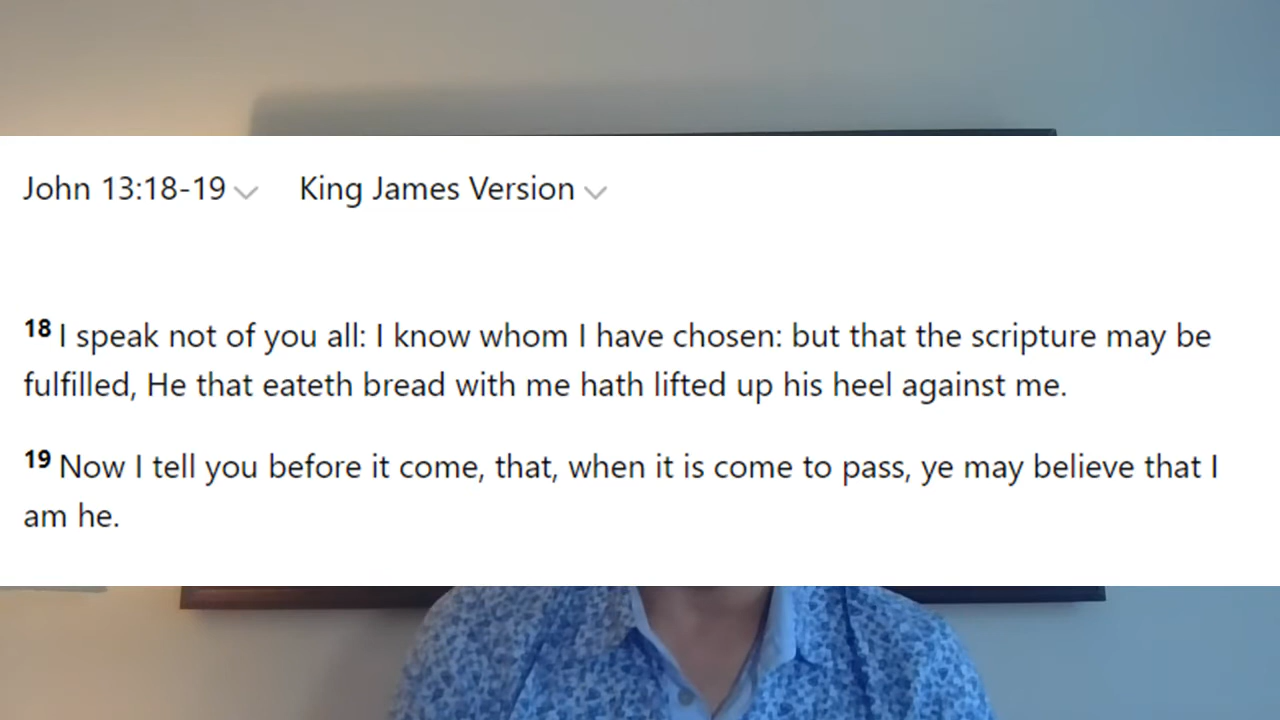 John 13:18-19 King James Version
18 I speak not of you all: I know whom I have chosen: but that the scripture may be
fulfilled, He that eateth bread with me hath lifted up his heel against me.
19 Now I tell you before it come, that, when it is come to pass, ye may believe that I
am he.